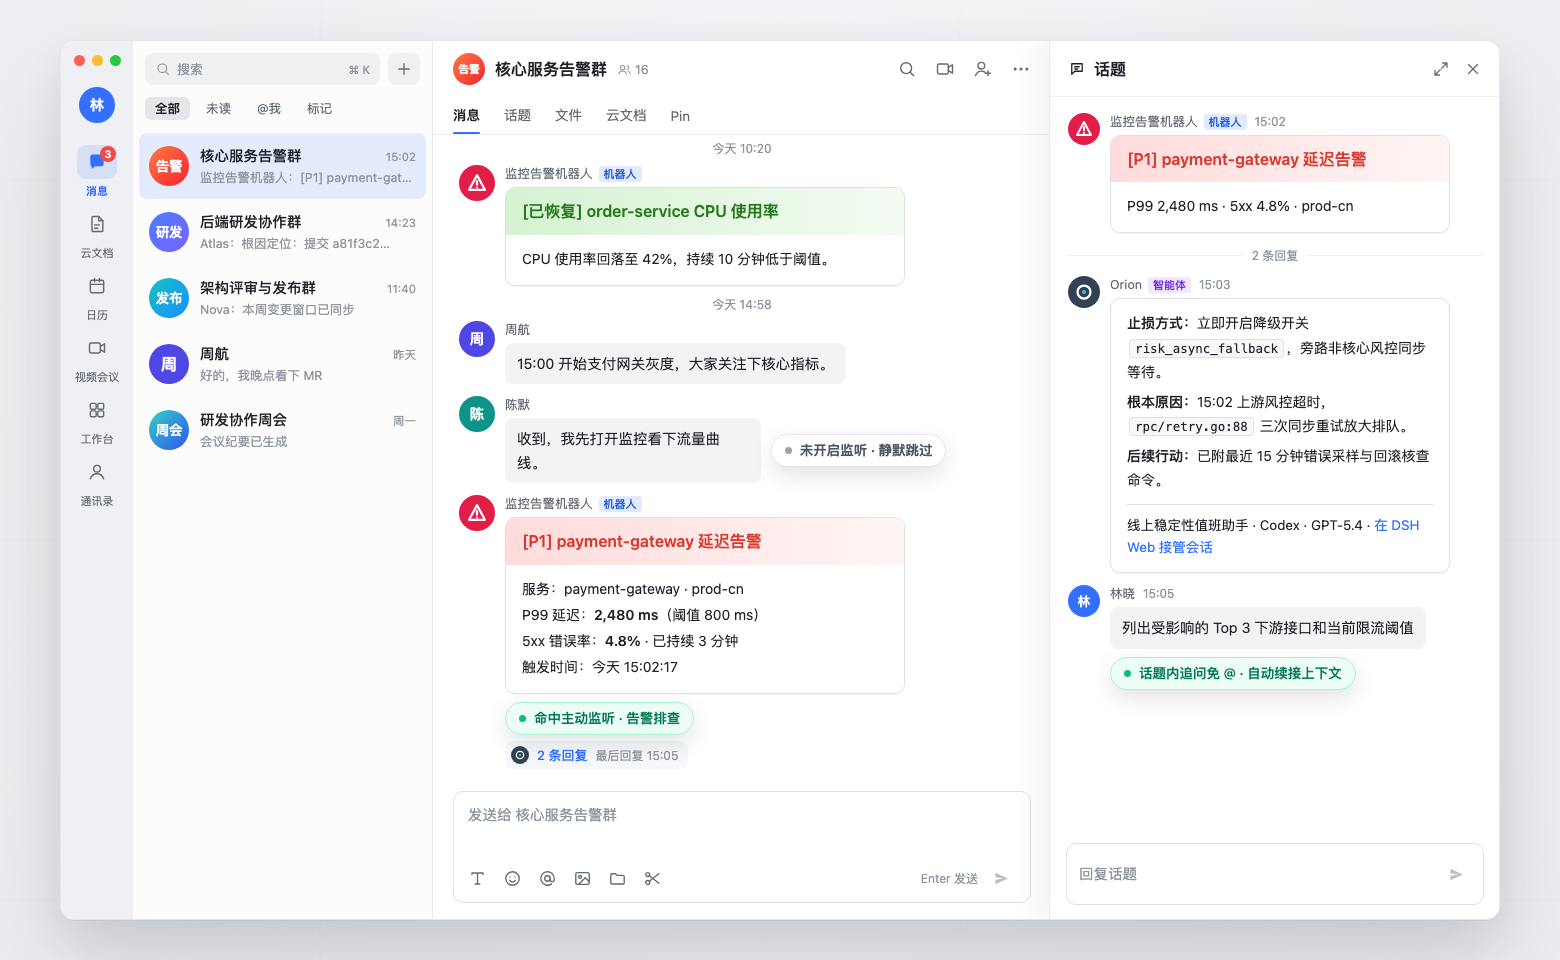 林
3
消息
云文档
日历
视频会议
工作台
通讯录
搜索
⌘ K
全部
未读
@我
标记
告警
核心服务告警群
15:02
监控告警机器人：[P1] payment-gat...
研发
后端研发协作群
14:23
Atlas：根因定位：提交 a81f3c2...
发布
架构评审与发布群
11:40
Nova：本周变更窗口已同步
周
周航
昨天
好的，我晚点看下 MR
周会
研发协作周会
周一
会议纪要已生成
告警
核心服务告警群
16
消息
话题
文件
云文档
Pin
今天 10:20
监控告警机器人 机器人
[已恢复] order-service CPU 使用率
CPU 使用率回落至 42%，持续 10 分钟低于阈值。
今天 14:58
周
周航
15:00 开始支付网关灰度，大家关注下核心指标。
陈
陈默
收到，我先打开监控看下流量曲
线。
未开启监听 · 静默跳过
监控告警机器人 机器人
[P1] payment-gateway 延迟告警
服务：payment-gateway · prod-cn
P99 延迟：2,480 ms（阈值 800 ms）
5xx 错误率：4.8% · 已持续 3 分钟
触发时间：今天 15:02:17
命中主动监听 · 告警排查
2 条回复 最后回复 15:05
发送给 核心服务告警群
Enter 发送
话题
监控告警机器人 机器人 15:02
[P1] payment-gateway 延迟告警
P99 2,480 ms · 5xx 4.8% · prod-cn
2 条回复
Orion 智能体 15:03
止损方式：立即开启降级开关
risk_async_fallback，旁路非核心风控同步
等待。
根本原因：15:02 上游风控超时，
rpc/retry.go:88 三次同步重试放大排队。
后续行动：已附最近 15 分钟错误采样与回滚核查
命令。
线上稳定性值班助手 · Codex · GPT-5.4 · 在 DSH
Web 接管会话
林
林晓 15:05
列出受影响的 Top 3 下游接口和当前限流阈值
话题内追问免 @ · 自动续接上下文
回复话题